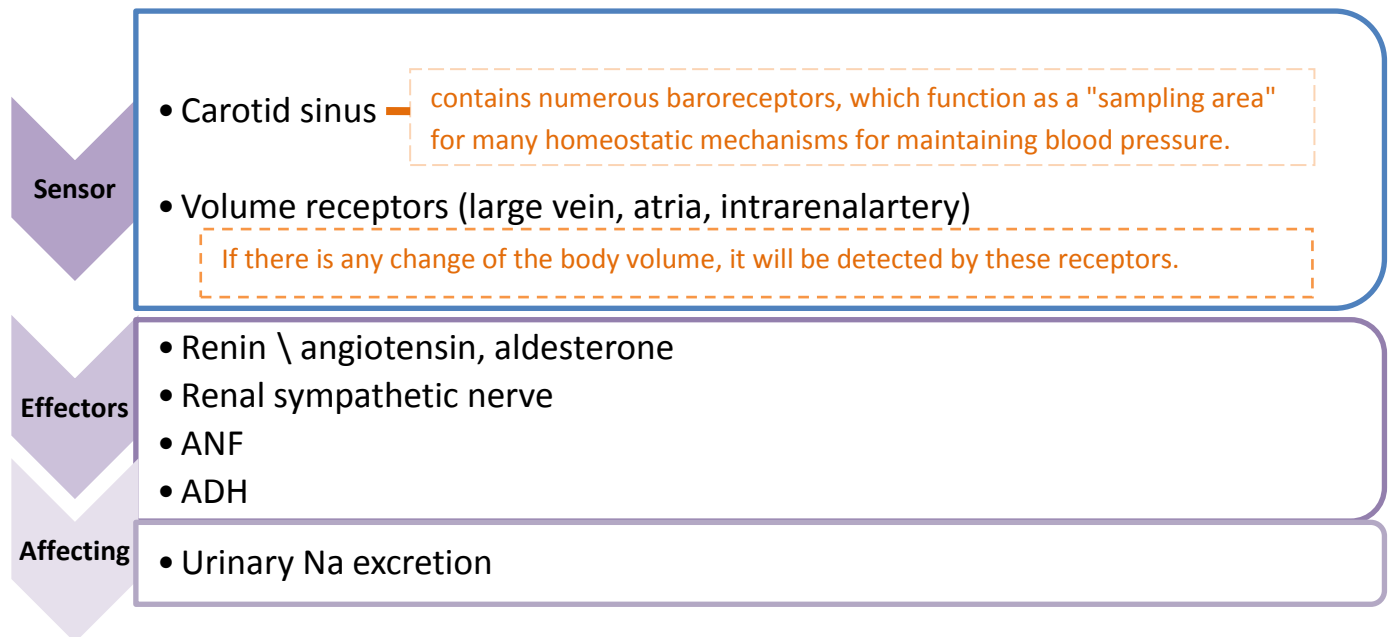 Sensor
• Carotid sinus
contains numerous baroreceptors, which function as a "sampling area"
for many homeostatic mechanisms for maintaining blood pressure.
• Volume receptors (large vein, atria, intrarenalartery)
If there is any change of the body volume, it will be detected by these receptors.
Effectors
• Renin \ angiotensin, aldesterone
• Renal sympathetic nerve
• ANF
• ADH
Affecting
• Urinary Na excretion